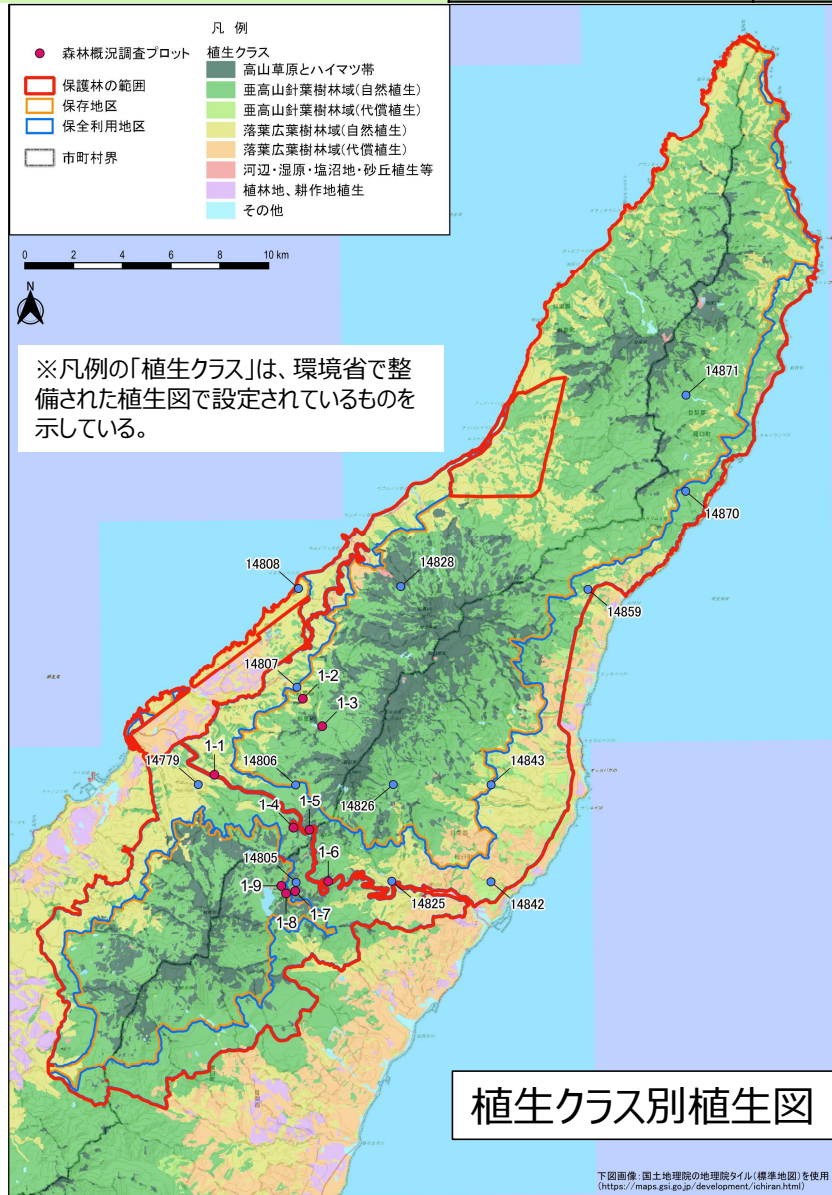 凡 例
森林概況調査プロット
保護林の範囲
保存地区
保全利用地区
市町村界
植生クラス
高山草原とハイマツ帯
亜高山針葉樹林域(自然植生)
亜高山針葉樹林域(代償植生)
落葉広葉樹林域(自然植生)
落葉広葉樹林域(代償植生)
河辺・湿原・塩沼地・砂丘植生等
植林地、耕作地植生
その他
0 2 4 6 8 10 km
N
※凡例の「植生クラス」は、環境省で整
備された植生図で設定されているものを
示している。
14871
14870
14808
14828
14859
14807
1-2
1-3
1-1
14779
14806
14826
14843
1-4
1-5
14805
1-6
1-9
1-8
1-7
14825
14842
植生クラス別植生図
下図画像:国土地理院の地理院タイル(標準地図)を使用
(https://maps.gsi.go.jp/development/ichiran.html)